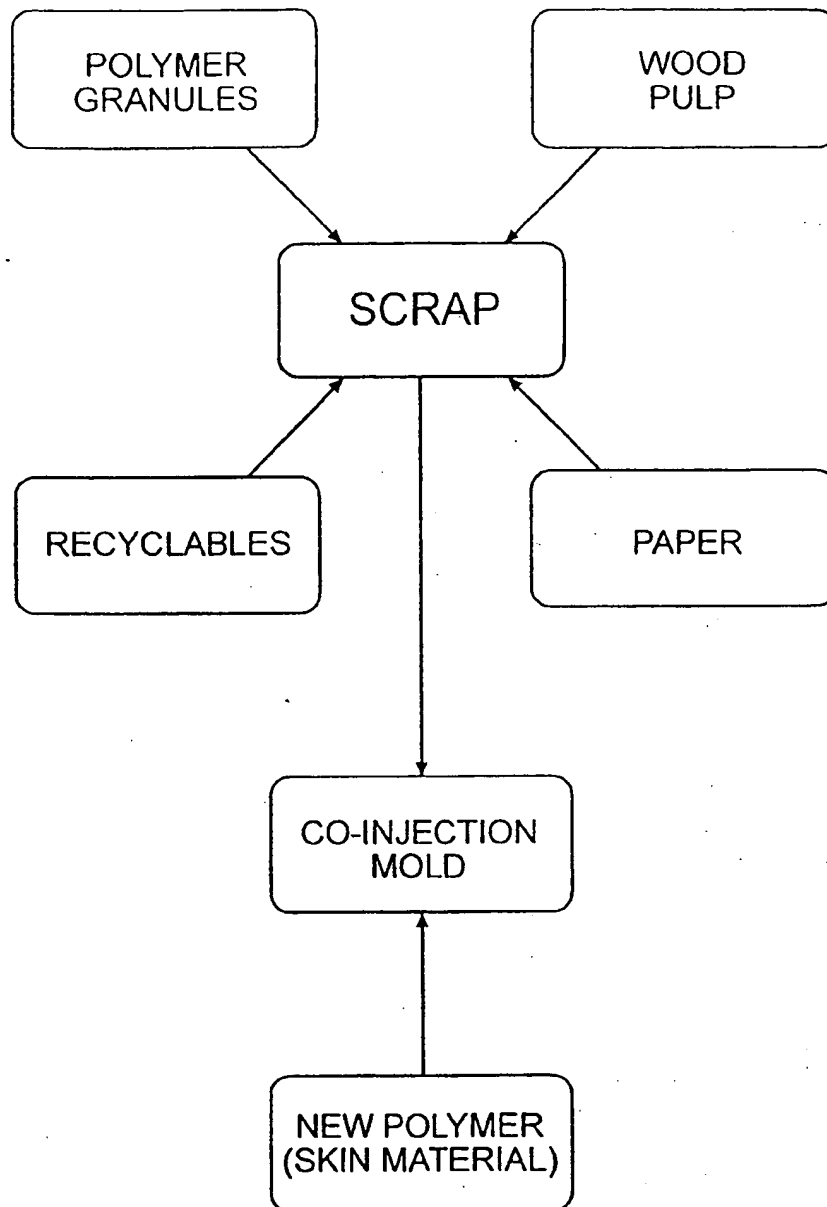 POLYMER
GRANULES
WOOD
PULP
SCRAP
RECYCLABLES
PAPER
CO-INJECTION
MOLD
NEW POLYMER
(SKIN MATERIAL)